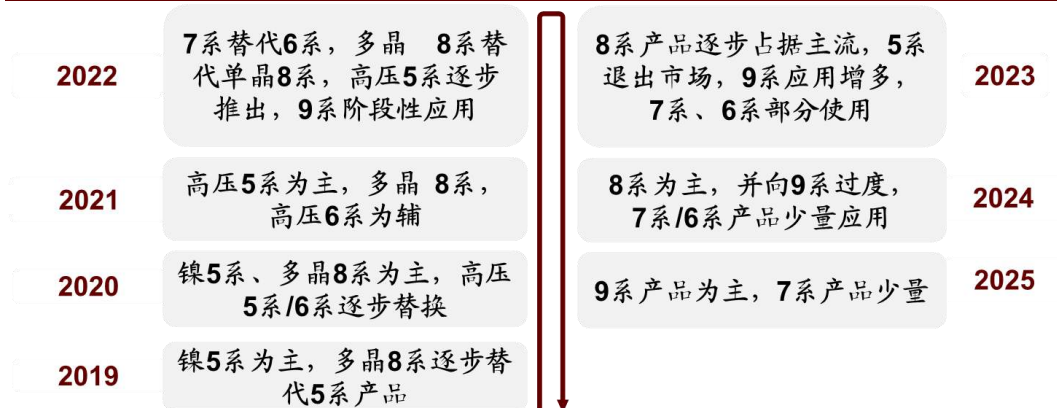 2022
7系替代6系，多晶 8系替
代单晶8系，高压5系逐步
推出，9系阶段性应用
8系产品逐步占据主流，5系
退出市场，9系应用增多，
7系、6系部分使用
2023
2021
高压5系为主，多晶 8系，
高压6系为辅
8系为主，并向9系过度，
7系/6系产品少量应用
2024
2020
镍5系、多晶8系为主，高压
5系/6系逐步替换
9系产品为主，7系产品少量
2025
2019
镍5系为主，多晶8系逐步替
代5系产品